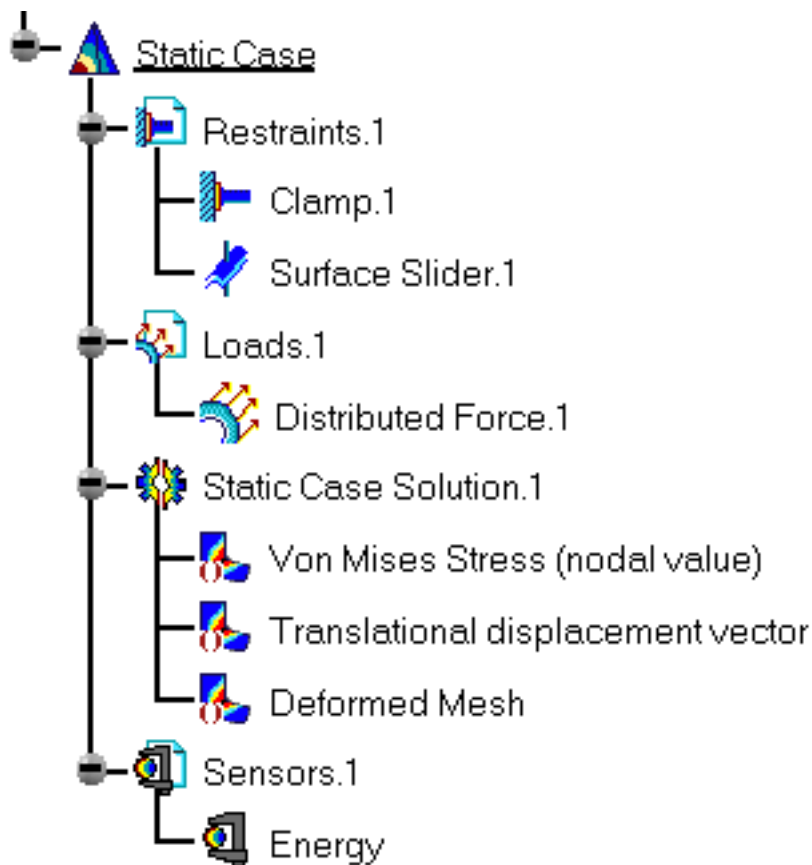 Static Case
Restraints.1
Clamp.1
Surface Slider.1
Loads.1
Distributed Force.1
Static Case Solution.1
Von Mises Stress (nodal value)
Translational displacement vector
Deformed Mesh
Sensors.1
Energy